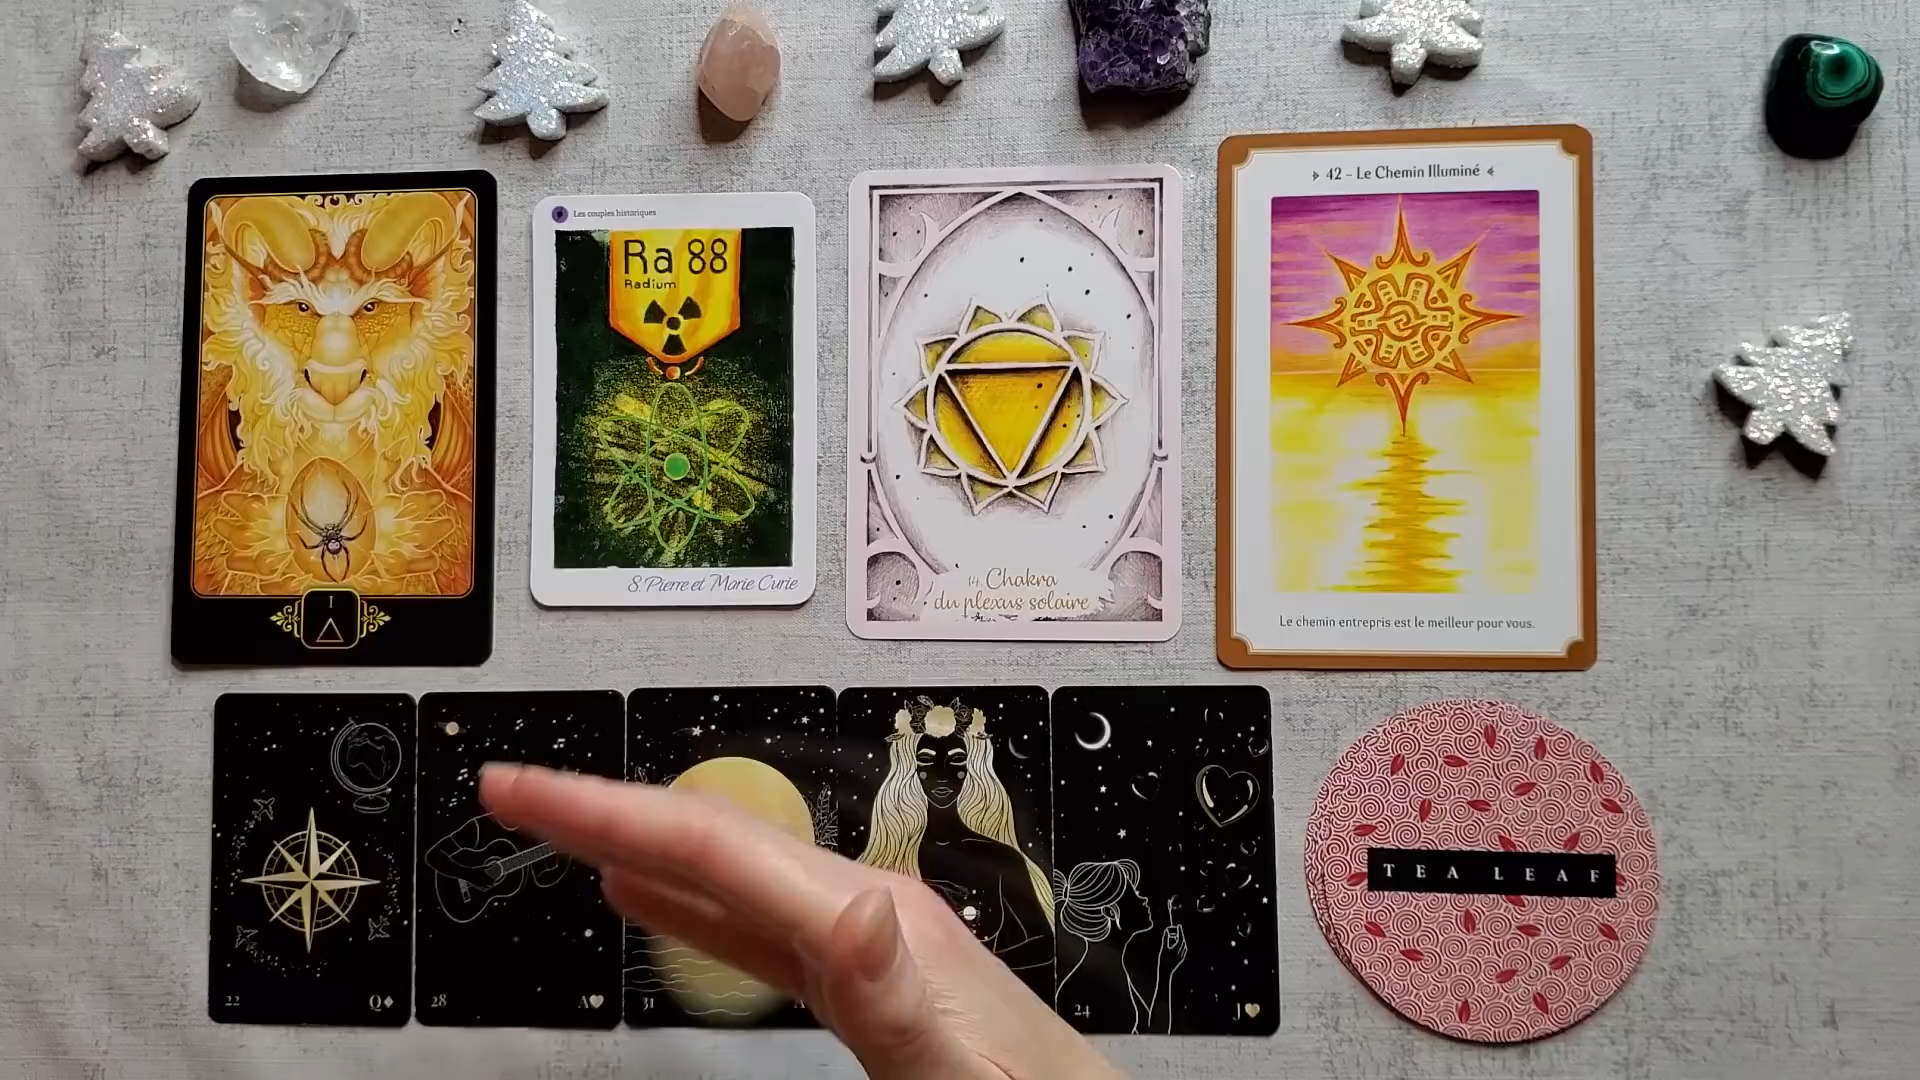 I
Les couples historiques
Ra 88
Radium
8. Pierre et Marie Curie
14. Chakra
du plexus solaire
42 - Le Chemin Illuminé
Le chemin entrepris est le meilleur pour vous.
22 Q♦
28 A♥
31
24 J♥
TEA LEAF